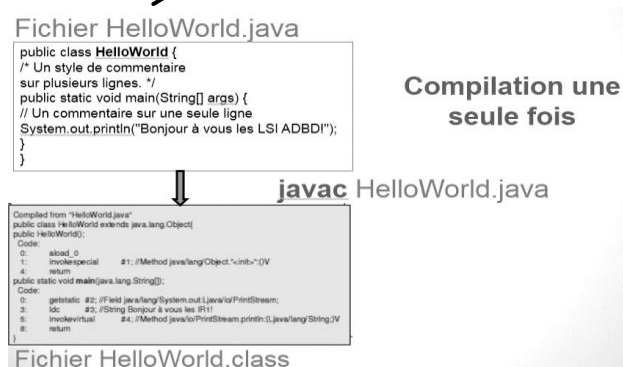 Fichier HelloWorld.java
public class HelloWorld {
/* Un style de commentaire
sur plusieurs lignes. */
public static void main(String[] args) {
// Un commentaire sur une seule ligne
System.out.println("Bonjour à vous les LSI ADBDI");
}
}
Compilation une
seule fois
javac HelloWorld.java
Compiled from "HelloWorld.java"
public class HelloWorld extends java.lang.Object{
public HelloWorld();
Code:
0: aload_0
1: invokespecial #1; //Method java/lang/Object."<init>":()V
4: return
public static void main(java.lang.String[]);
Code:
0: getstatic #2; //Field java/lang/System.out:Ljava/io/PrintStream;
3: ldc #3; //String Bonjour à vous les IR1!
5: invokevirtual #4; //Method java/io/PrintStream.println:(Ljava/lang/String;)V
8: return
}
Fichier HelloWorld.class